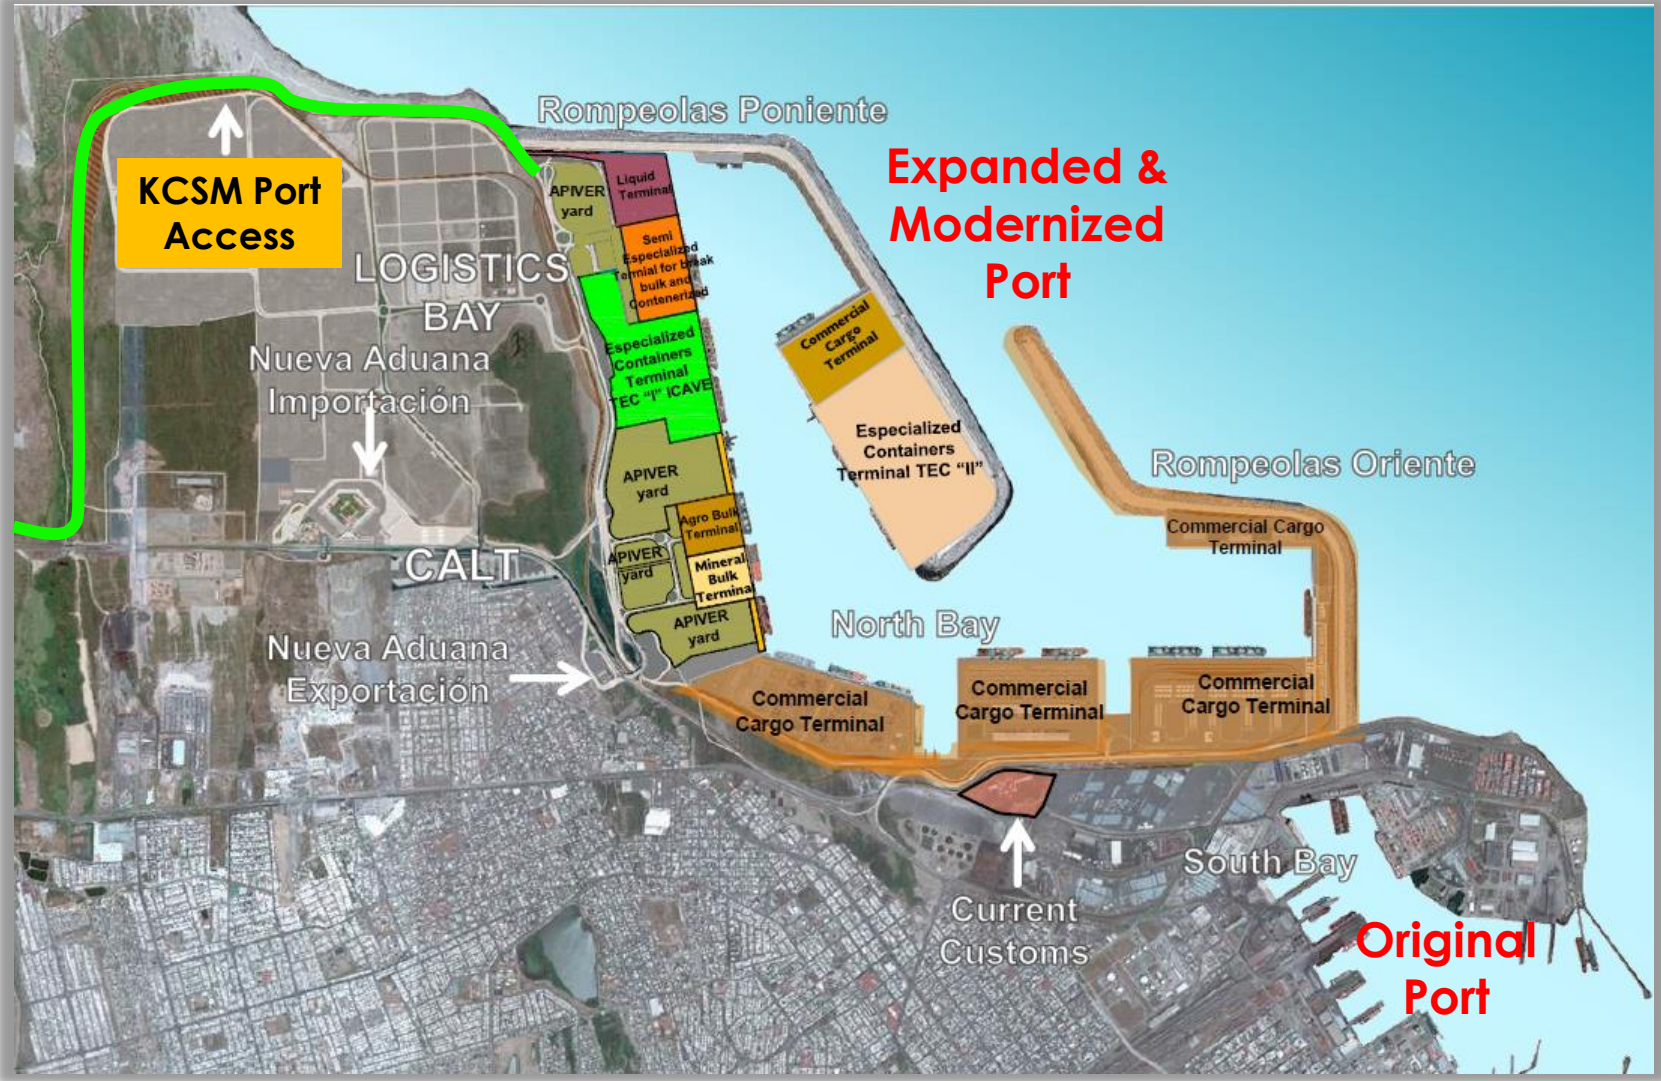 Rompeolas Poniente
Expanded &
Modernized
Port
KCSM Port
Access
APIVER
yard
Liquid
Terminal
Semi
Especialized
Temial for break
bulk and
Contenerized
LOGISTICS
BAY
Nueva Aduana
Importación
Especialized
Containers
Terminal
TEC "I" ICAVE
Commercial
Cargo
Terminal
Especialized
Containers
Terminal TEC "II"
Rompeolas Oriente
APIVER
yard
Agro Bulk
Terminal
Commercial Cargo
Terminal
CALT
APIVER
yard
Mineral
Bulk
Terminal
APIVER
yard
North Bay
Nueva Aduana
Exportación
Commercial
Cargo Terminal
Commercial
Cargo Terminal
Commercial
Cargo Terminal
South Bay
Current
Customs
Original
Port